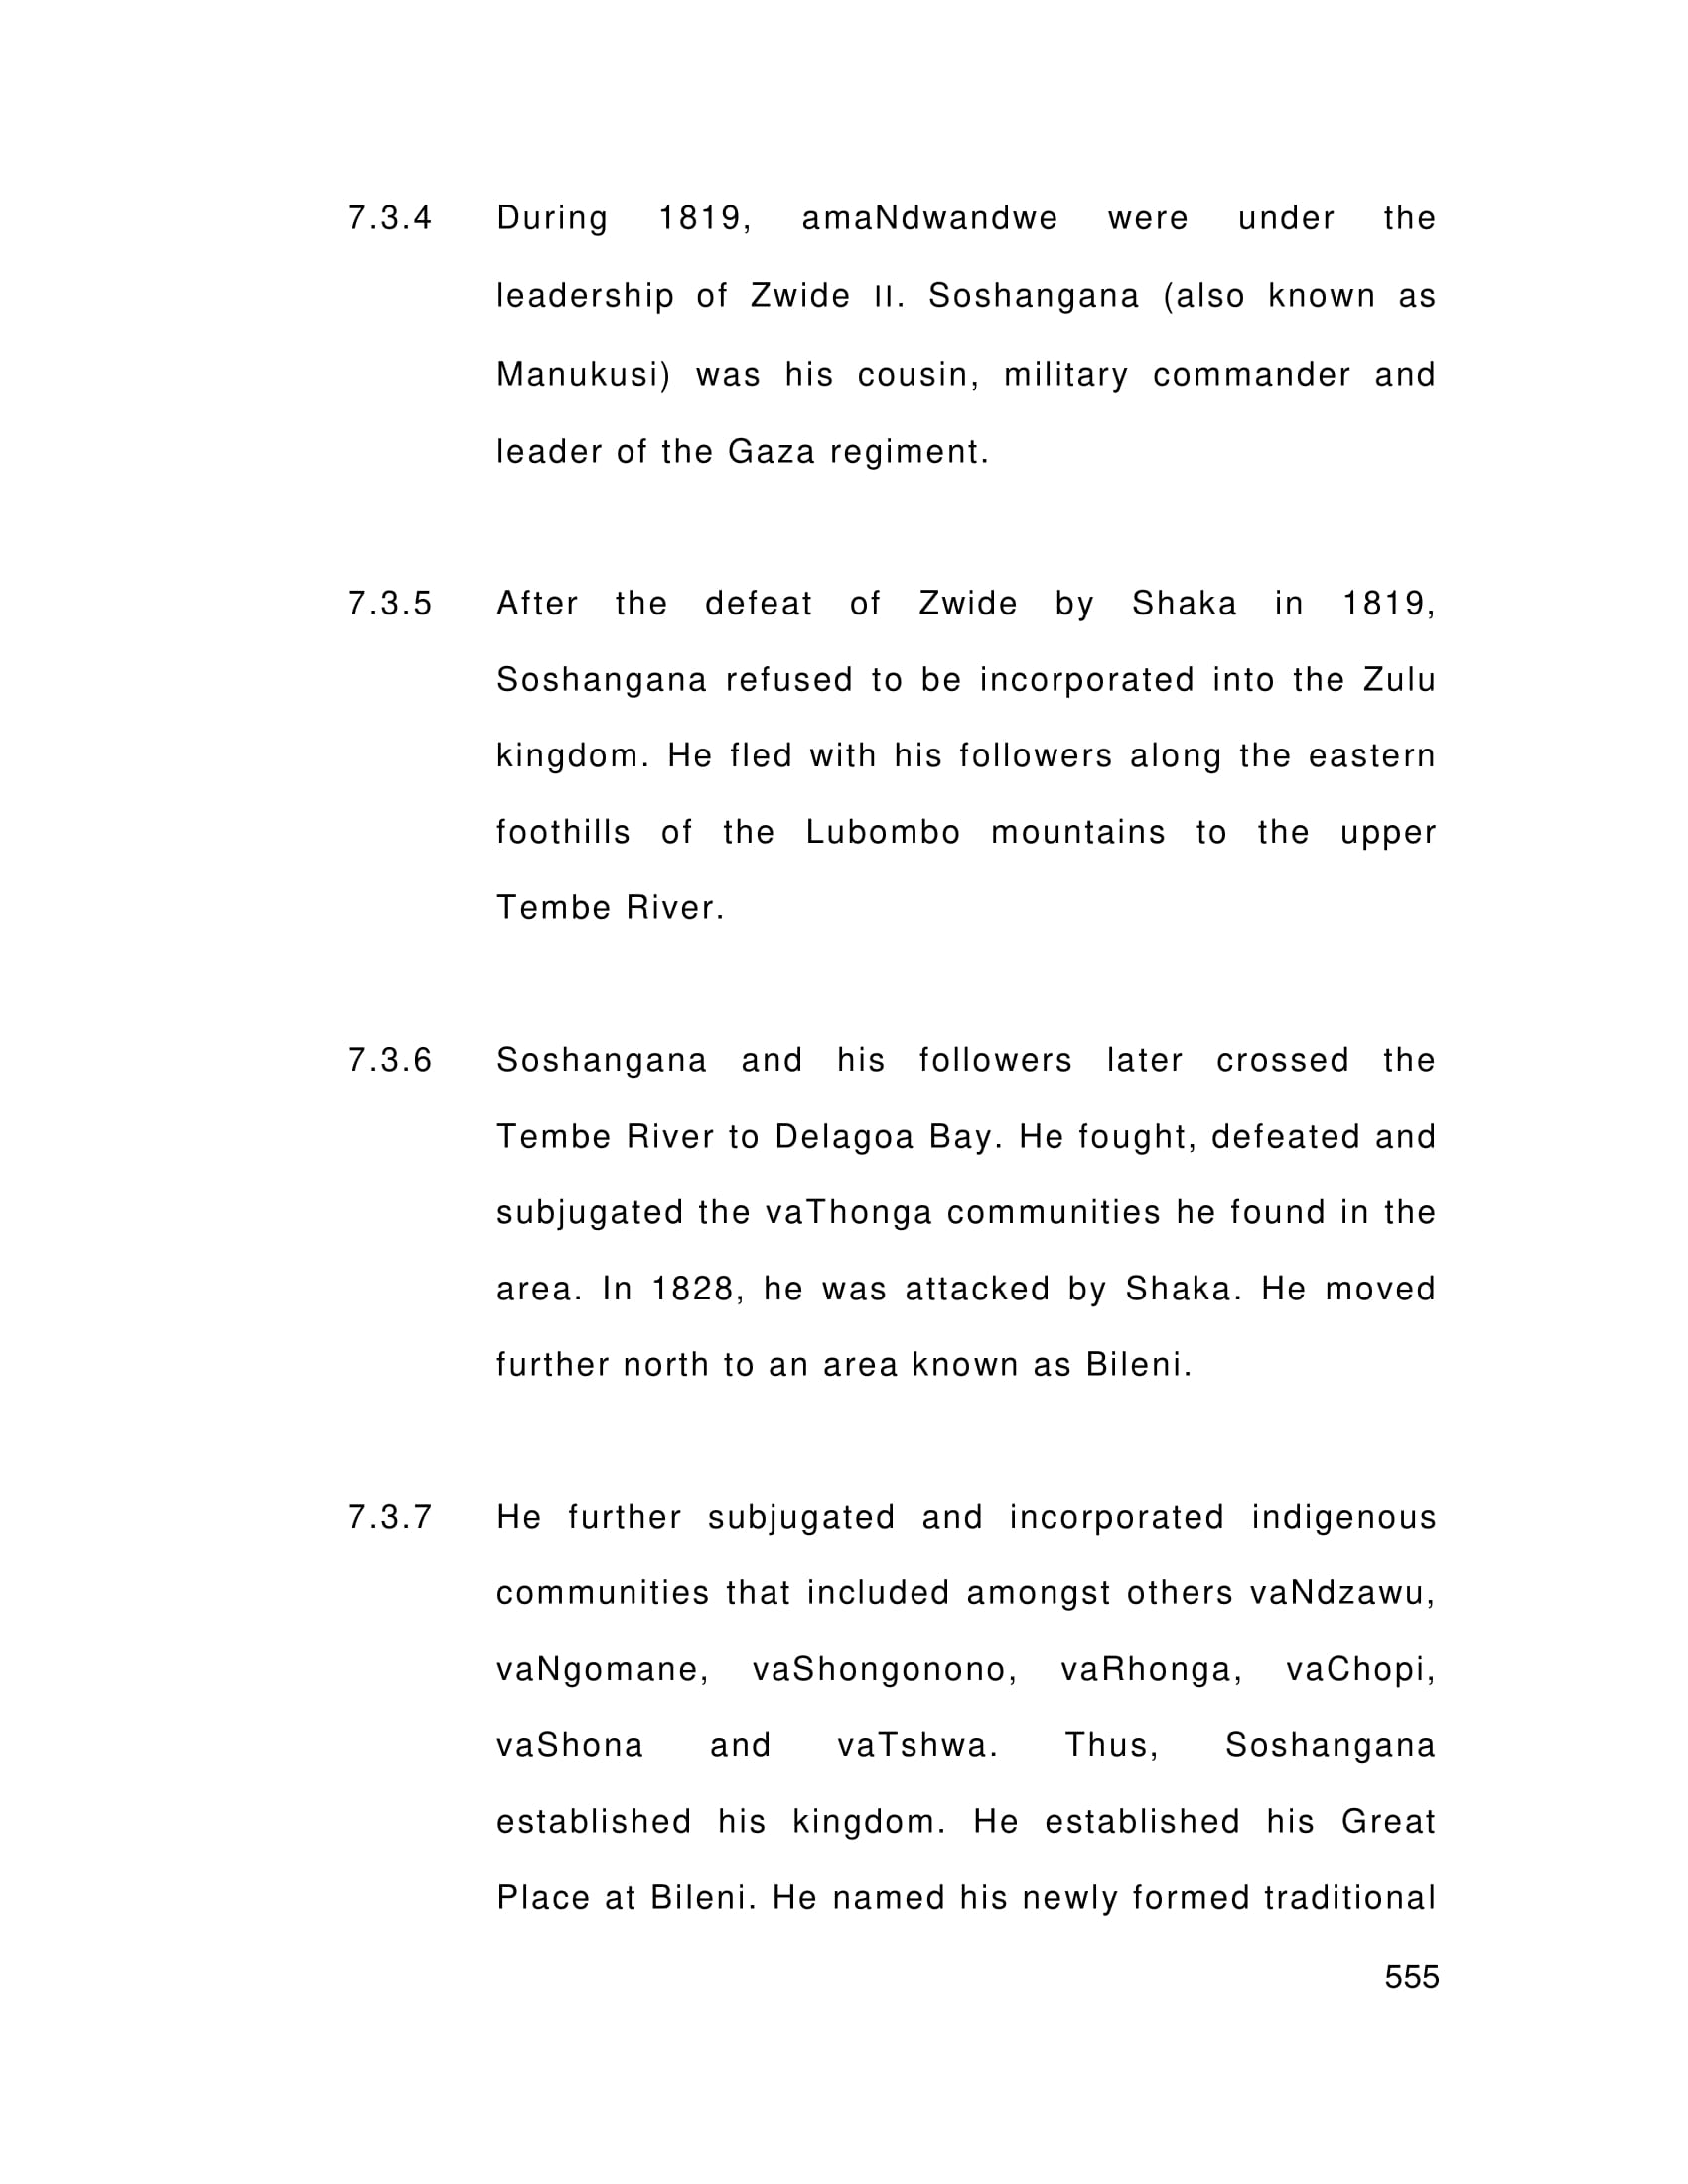 7.3.4 During 1819, amaNdwandwe were under the
leadership of Zwide II. Soshangana (also known as
Manukusi) was his cousin, military commander and
leader of the Gaza regiment.
7.3.5 After the defeat of Zwide by Shaka in 1819,
Soshangana refused to be incorporated into the Zulu
kingdom. He fled with his followers along the eastern
foothills of the Lubombo mountains to the upper
Tembe River.
7.3.6 Soshangana and his followers later crossed the
Tembe River to Delagoa Bay. He fought, defeated and
subjugated the vaThonga communities he found in the
area. In 1828, he was attacked by Shaka. He moved
further north to an area known as Bileni.
7.3.7 He further subjugated and incorporated indigenous
communities that included amongst others vaNdzawu,
vaNgomane, vaShongonono, vaRhonga, vaChopi,
vaShona and vaTshwa. Thus, Soshangana
established his kingdom. He established his Great
Place at Bileni. He named his newly formed traditional
555